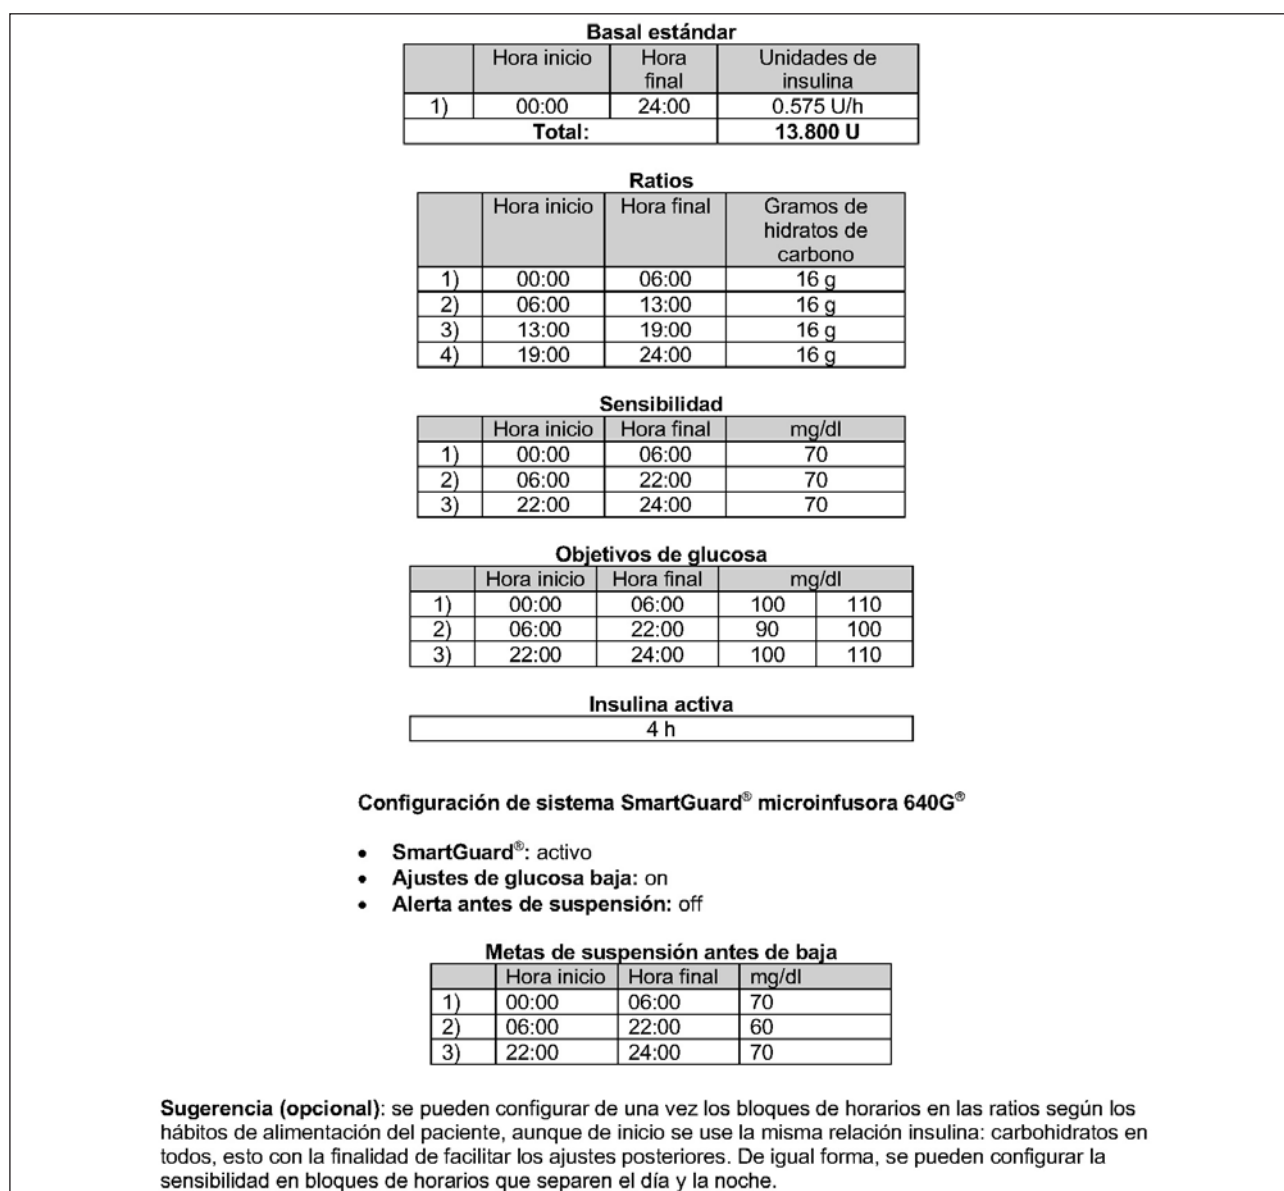 Basal estándar
Hora inicio Hora final Unidades de insulina
1) 00:00 24:00 0.575 U/h
Total: 13.800 U
Ratios
Hora inicio Hora final Gramos de hidratos de carbono
1) 00:00 06:00 16 g
2) 06:00 13:00 16 g
3) 13:00 19:00 16 g
4) 19:00 24:00 16 g
Sensibilidad
Hora inicio Hora final mg/dl
1) 00:00 06:00 70
2) 06:00 22:00 70
3) 22:00 24:00 70
Objetivos de glucosa
Hora inicio Hora final mg/dl
1) 00:00 06:00 100 110
2) 06:00 22:00 90 100
3) 22:00 24:00 100 110
Insulina activa
4 h
Configuración de sistema SmartGuard® microinfusora 640G®
• SmartGuard®: activo
• Ajustes de glucosa baja: on
• Alerta antes de suspensión: off
Metas de suspensión antes de baja
Hora inicio Hora final mg/dl
1) 00:00 06:00 70
2) 06:00 22:00 60
3) 22:00 24:00 70
Sugerencia (opcional): se pueden configurar de una vez los bloques de horarios en las ratios según los
hábitos de alimentación del paciente, aunque de inicio se use la misma relación insulina: carbohidratos en
todos, esto con la finalidad de facilitar los ajustes posteriores. De igual forma, se pueden configurar la
sensibilidad en bloques de horarios que separen el día y la noche.